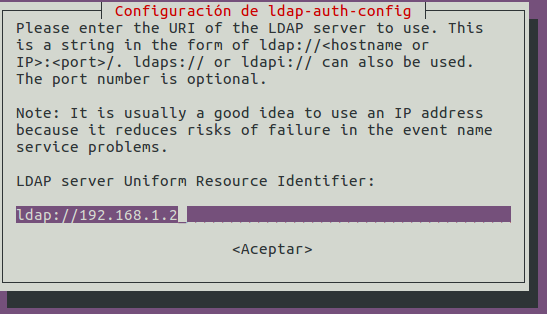 Configuración de ldap-auth-config
Please enter the URI of the LDAP server to use. This
is a string in the form of ldap://<hostname or
IP>:<port>/. ldaps:// or ldapi:// can also be used.
The port number is optional.
Note: It is usually a good idea to use an IP address
because it reduces risks of failure in the event name
service problems.
LDAP server Uniform Resource Identifier:
ldap://192.168.1.2
<Aceptar>